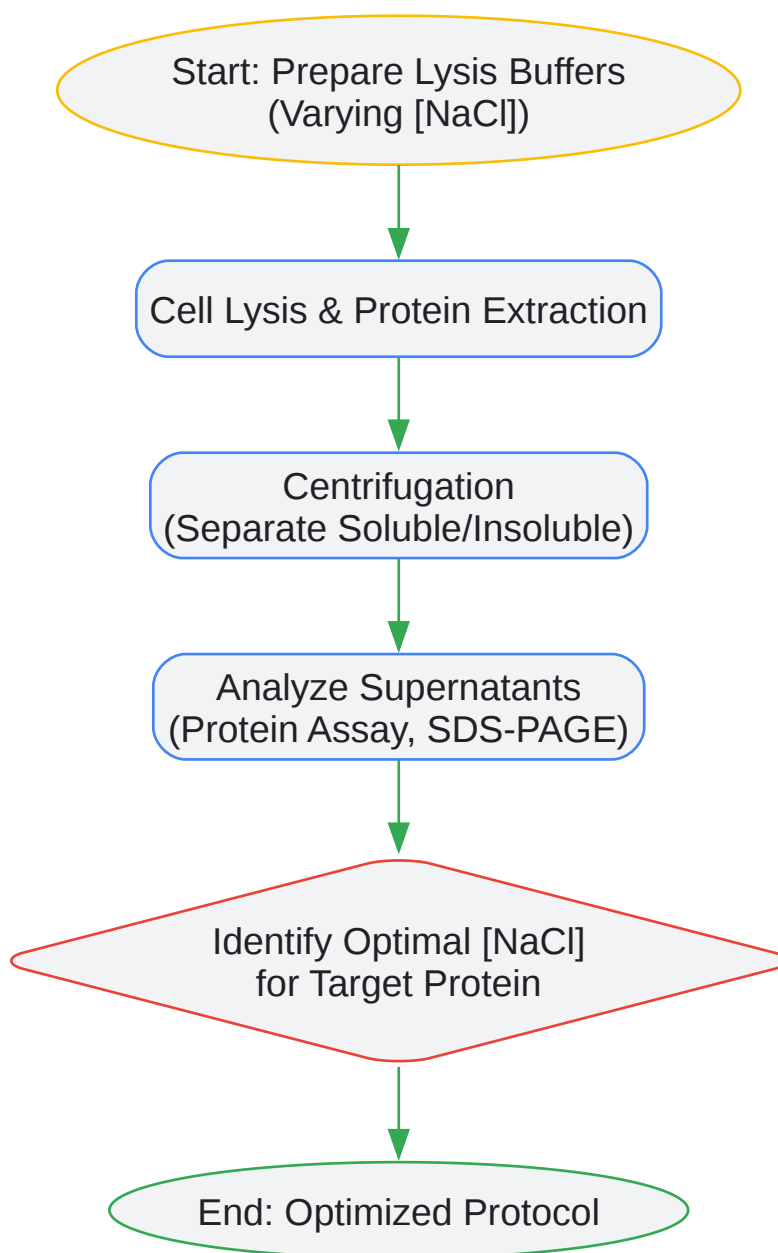 Start: Prepare Lysis Buffers
(Varying [NaCl])
Cell Lysis & Protein Extraction
Centrifugation
(Separate Soluble/Insoluble)
Analyze Supernatants
(Protein Assay, SDS-PAGE)
Identify Optimal [NaCl]
for Target Protein
End: Optimized Protocol